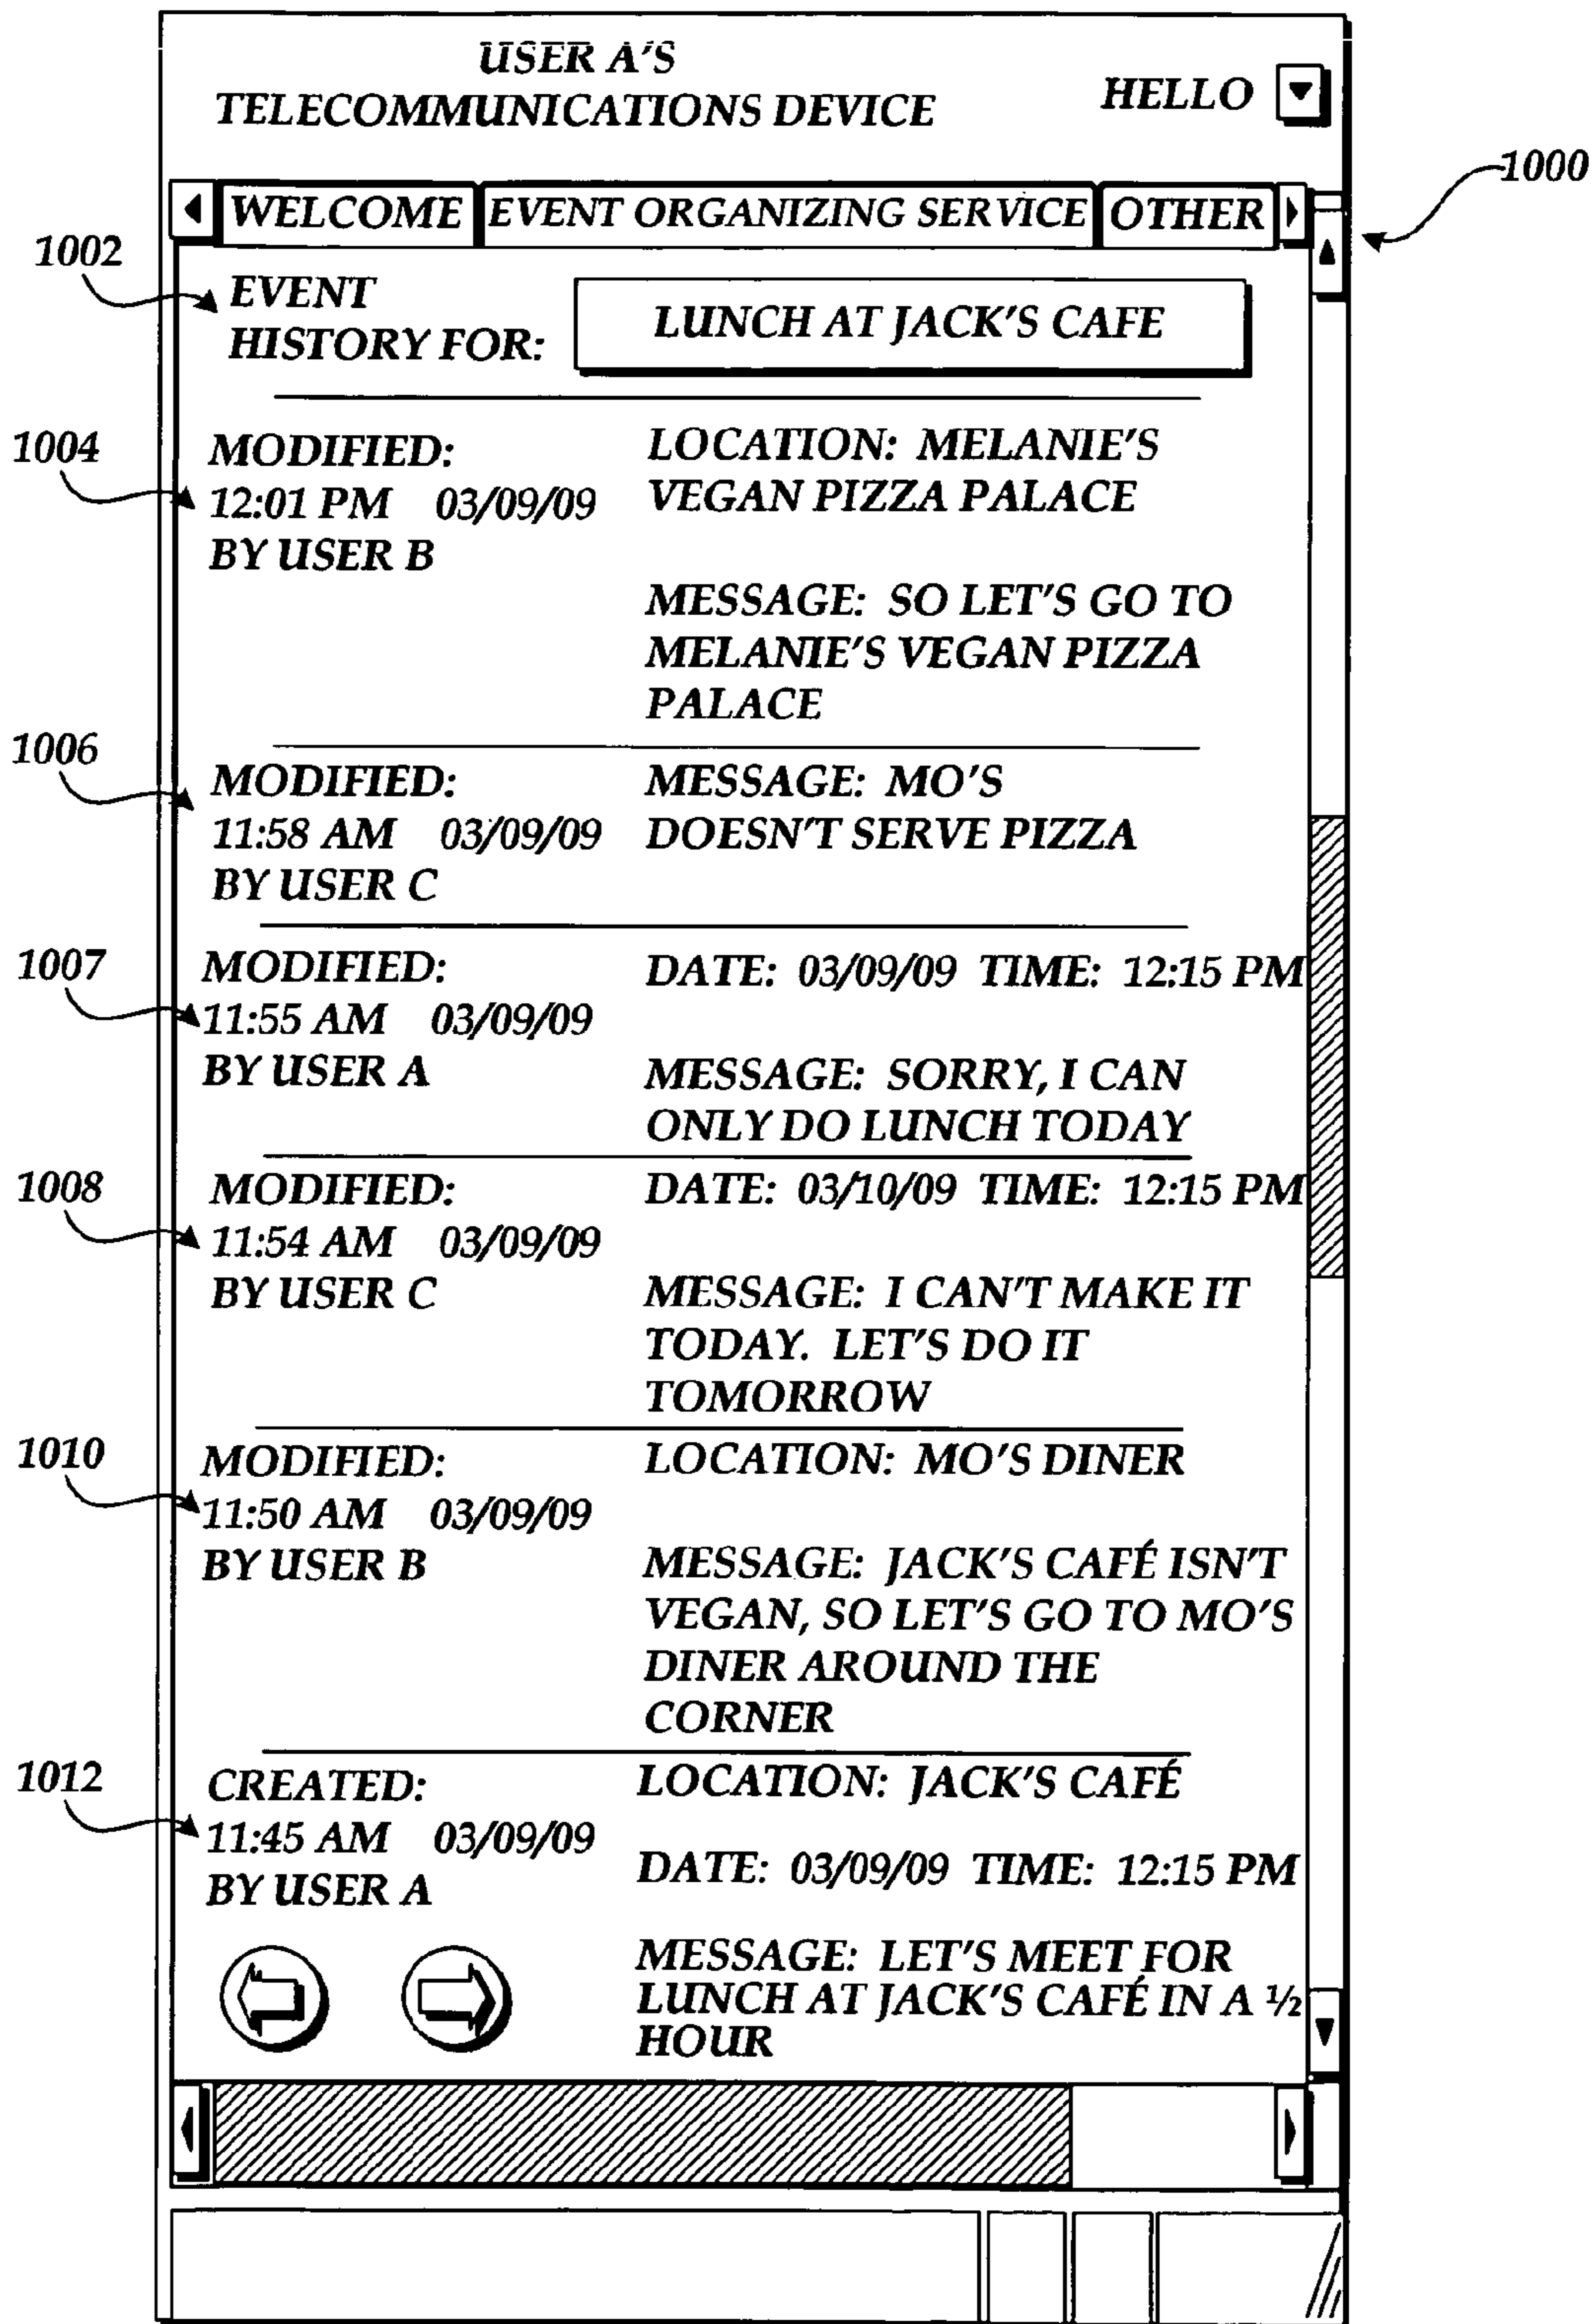 USER A'S
TELECOMMUNICATIONS DEVICE
HELLO
1000
WELCOME
EVENT ORGANIZING SERVICE
OTHER
1002
EVENT
HISTORY FOR:
LUNCH AT JACK'S CAFE
1004
MODIFIED:
12:01 PM 03/09/09
BY USER B
LOCATION: MELANIE'S
VEGAN PIZZA PALACE
MESSAGE: SO LET'S GO TO
MELANIE'S VEGAN PIZZA
PALACE
1006
MODIFIED:
11:58 AM 03/09/09
BY USER C
MESSAGE: MO'S
DOESN'T SERVE PIZZA
1007
MODIFIED:
11:55 AM 03/09/09
BY USER A
DATE: 03/09/09 TIME: 12:15 PM
MESSAGE: SORRY, I CAN
ONLY DO LUNCH TODAY
1008
MODIFIED:
11:54 AM 03/09/09
BY USER C
DATE: 03/10/09 TIME: 12:15 PM
MESSAGE: I CAN'T MAKE IT
TODAY. LET'S DO IT
TOMORROW
1010
MODIFIED:
11:50 AM 03/09/09
BY USER B
LOCATION: MO'S DINER
MESSAGE: JACK'S CAFÉ ISN'T
VEGAN, SO LET'S GO TO MO'S
DINER AROUND THE
CORNER
1012
CREATED:
11:45 AM 03/09/09
BY USER A
LOCATION: JACK'S CAFÉ
DATE: 03/09/09 TIME: 12:15 PM
MESSAGE: LET'S MEET FOR
LUNCH AT JACK'S CAFÉ IN A ½
HOUR